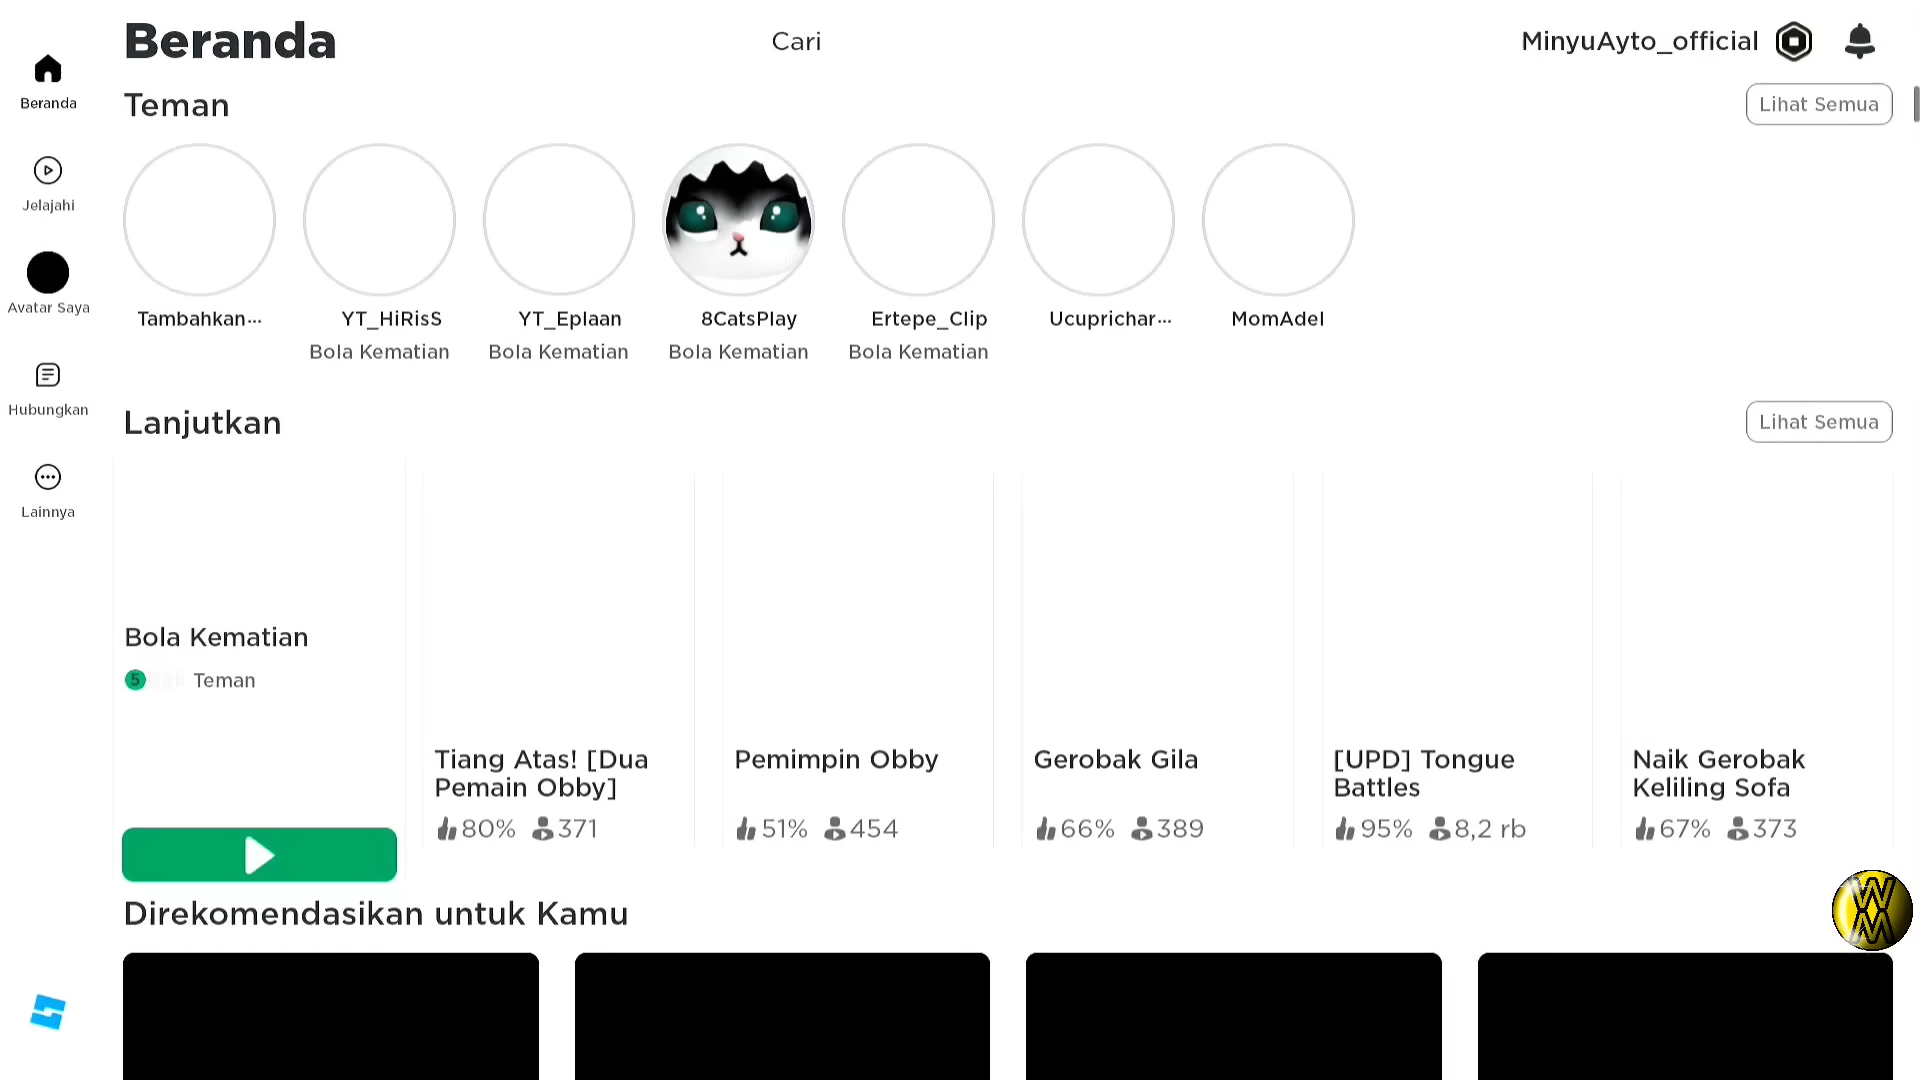 Beranda
Cari
MinyuAyto_official
Beranda
Jelajahi
Avatar Saya
Hubungkan
Lainnya
Teman
Lihat Semua
Tambahkan...
YT_HiRisS
Bola Kematian
YT_Eplaan
Bola Kematian
8CatsPlay
Bola Kematian
Ertepe_Clip
Bola Kematian
Ucuprichar...
MomAdel
Lanjutkan
Lihat Semua
Bola Kematian
5 Teman
Tiang Atas! [Dua
Pemain Obby]
80% 371
Pemimpin Obby
51% 454
Gerobak Gila
66% 389
[UPD] Tongue
Battles
95% 8,2 rb
Naik Gerobak
Keliling Sofa
67% 373
Direkomendasikan untuk Kamu
WM